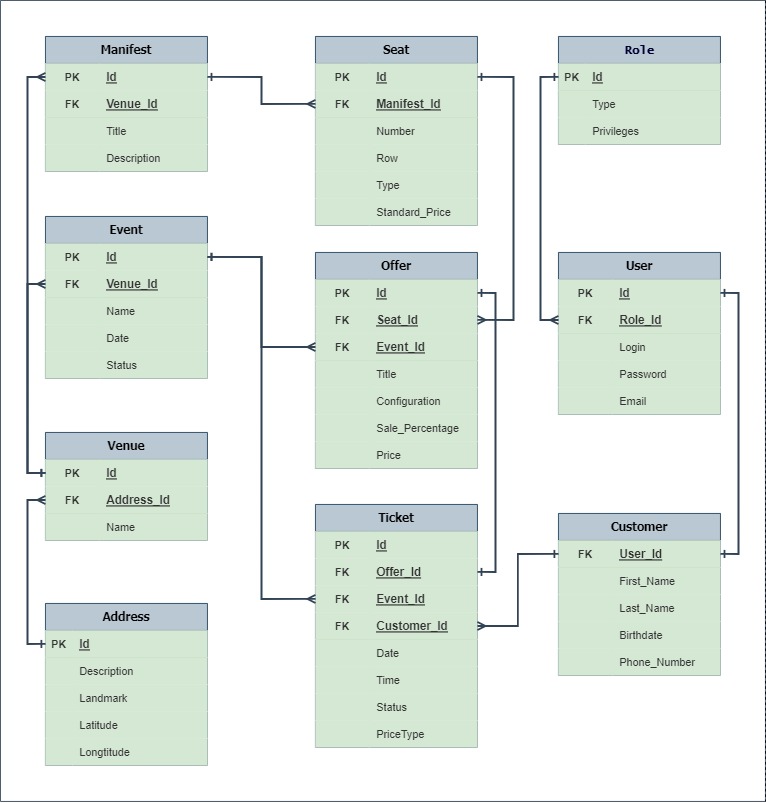 Manifest
PK Id
FK Venue_Id
Title
Description
Seat
PK Id
FK Manifest_Id
Number
Row
Type
Standard_Price
Role
PK Id
Type
Privileges
Event
PK Id
FK Venue_Id
Name
Date
Status
Offer
PK Id
FK Seat_Id
FK Event_Id
Title
Configuration
Sale_Percentage
Price
User
PK Id
FK Role_Id
Login
Password
Email
Venue
PK Id
FK Address_Id
Name
Ticket
PK Id
FK Offer_Id
FK Event_Id
FK Customer_Id
Date
Time
Status
PriceType
Customer
FK User_Id
First_Name
Last_Name
Birthdate
Phone_Number
Address
PK Id
Description
Landmark
Latitude
Longtitude